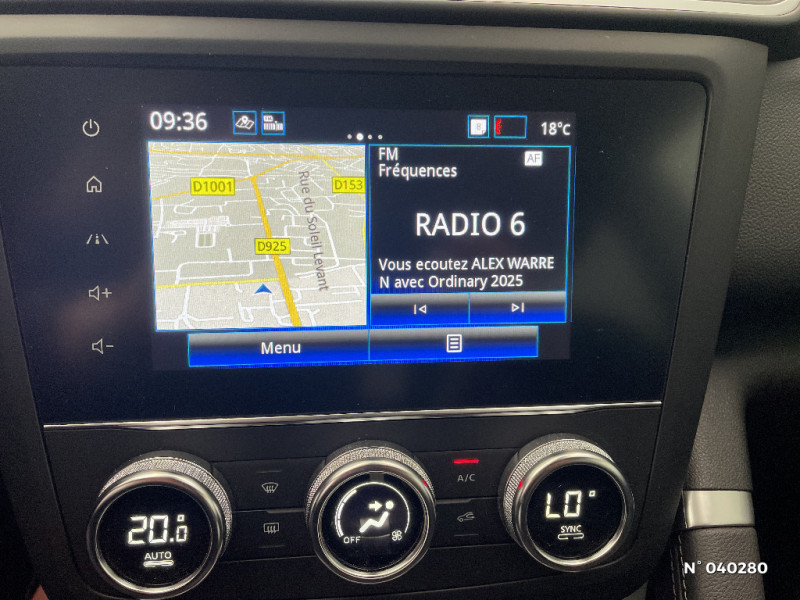 09:36
18°C
D1001
D153
Rue du Soleil Levant
D925
FM
AF
Fréquences
RADIO 6
Vous ecoutez ALEX WARRE
N avec Ordinary 2025
Menu
A/C
20.0°
AUTO
OFF
LO°
SYNC
N° 040280